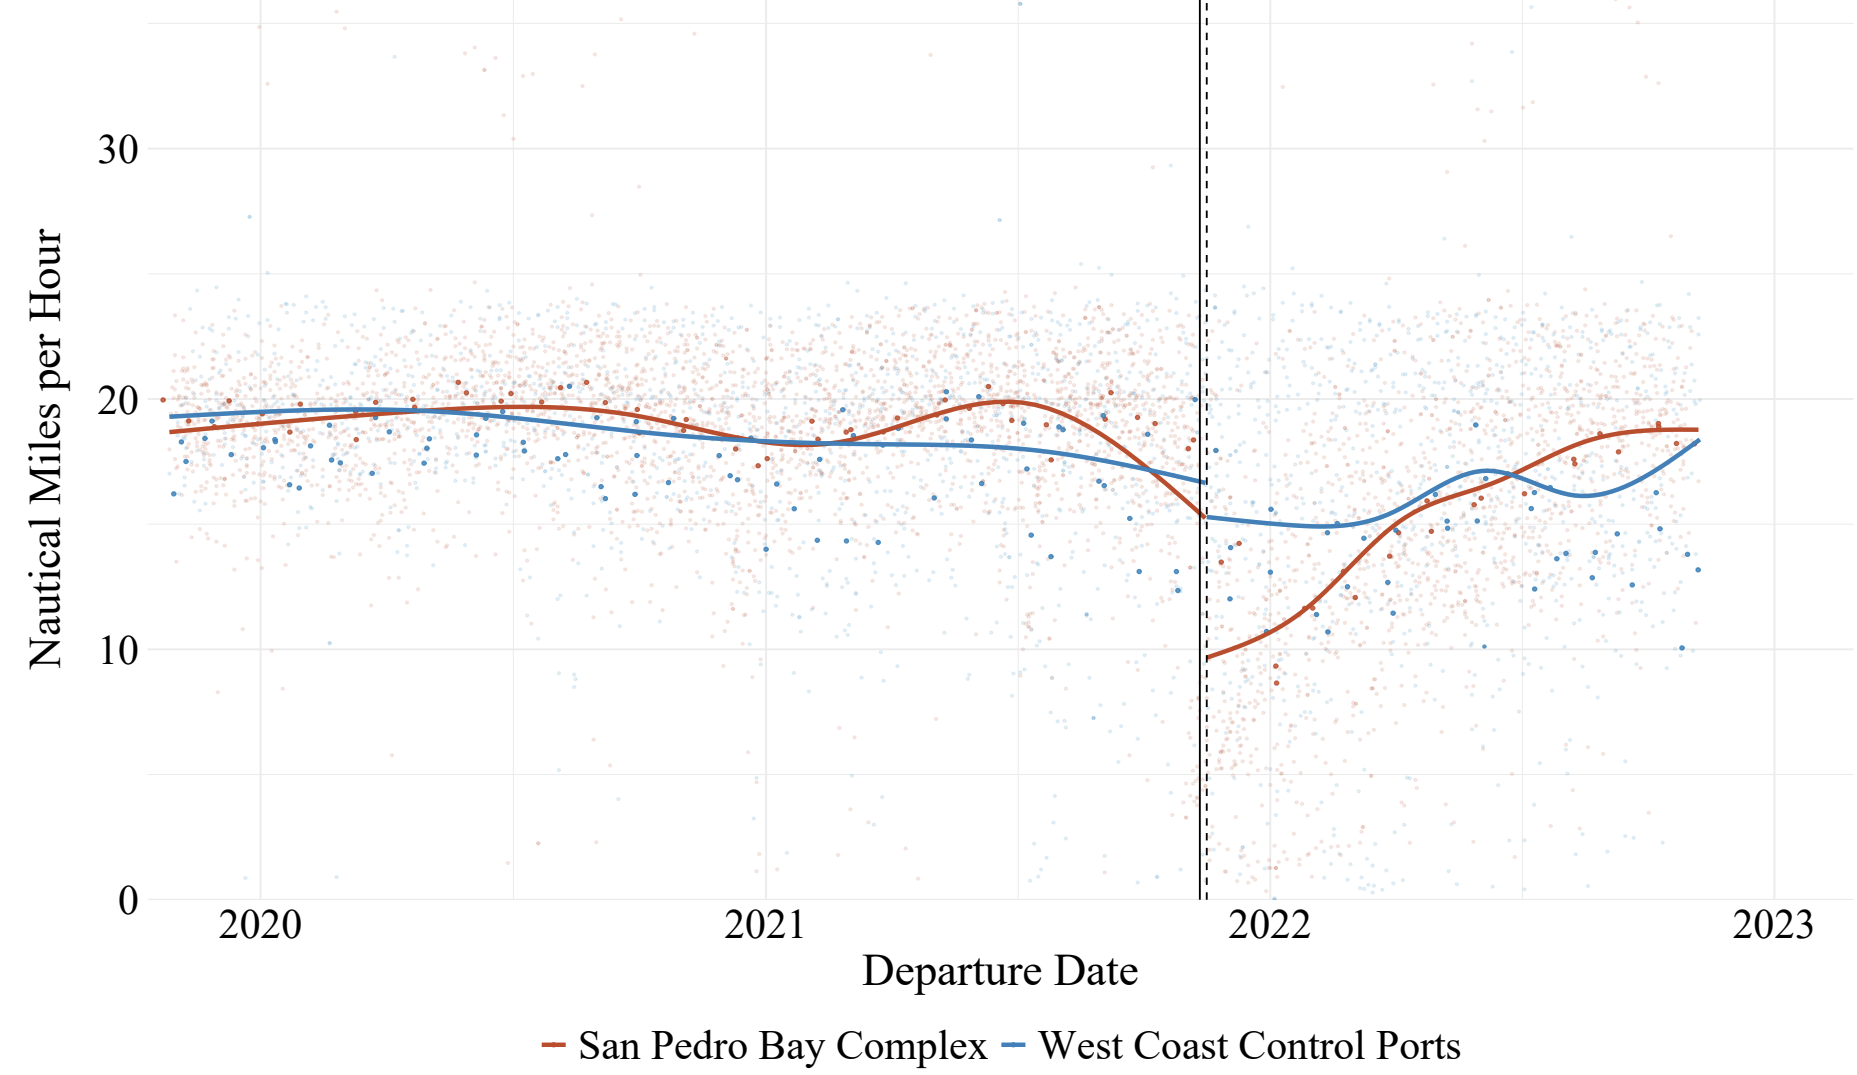 Nautical Miles per Hour
30
20
10
0
2020 2021 2022 2023
Departure Date
San Pedro Bay Complex West Coast Control Ports